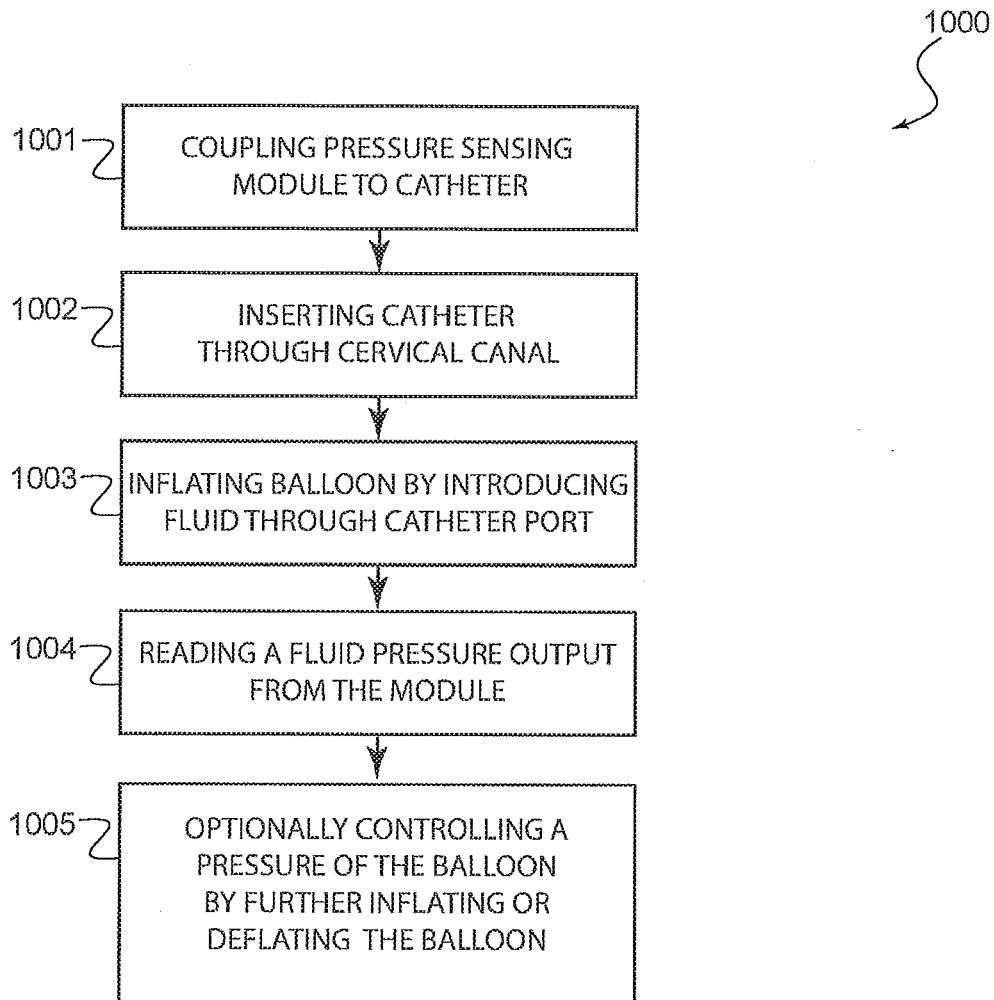 1000
1001
COUPLING PRESSURE SENSING
MODULE TO CATHETER
1002
INSERTING CATHETER
THROUGH CERVICAL CANAL
1003
INFLATING BALLOON BY INTRODUCING
FLUID THROUGH CATHETER PORT
1004
READING A FLUID PRESSURE OUTPUT
FROM THE MODULE
1005
OPTIONALLY CONTROLLING A
PRESSURE OF THE BALLOON
BY FURTHER INFLATING OR
DEFLATING THE BALLOON